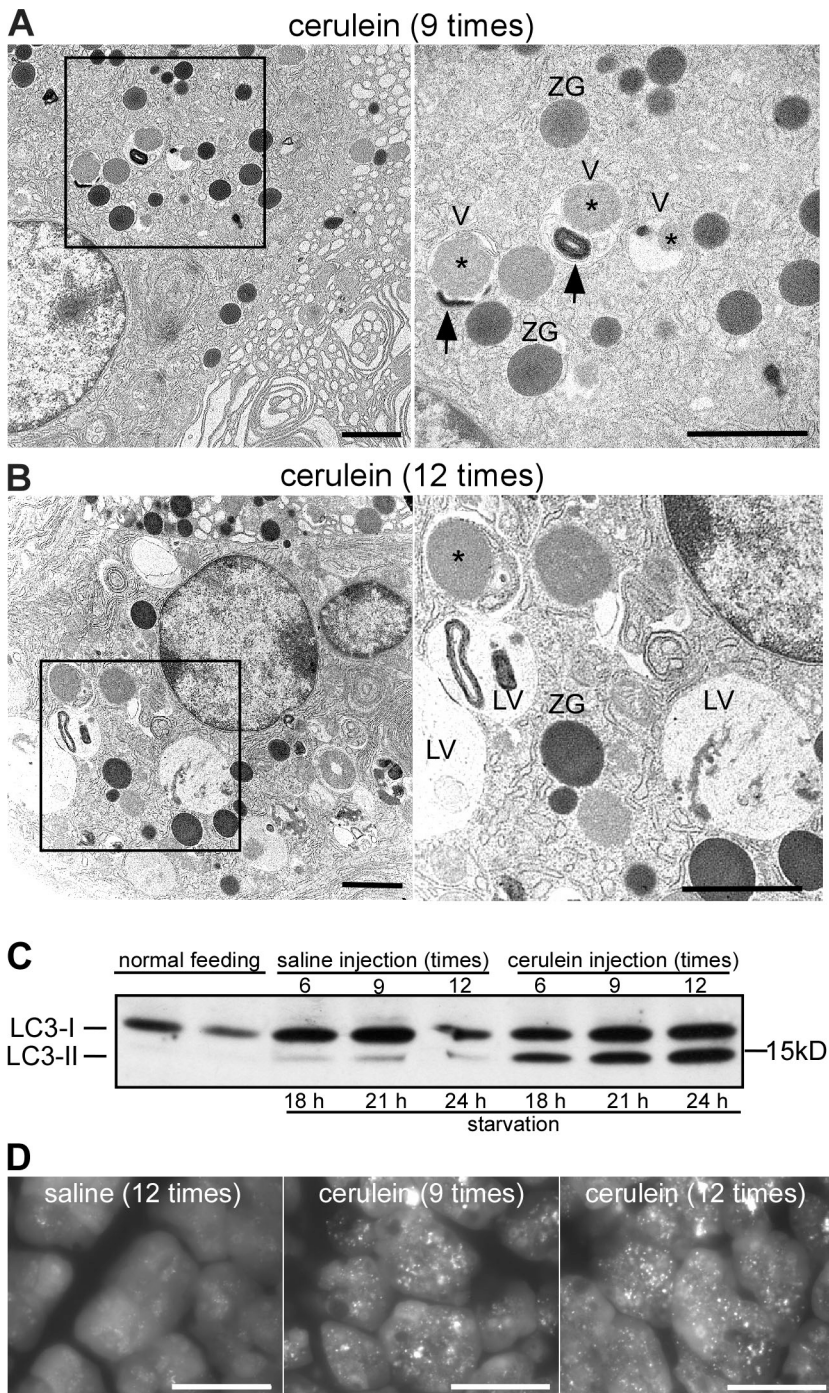 A
cerulein (9 times)
ZG
V
V
V
*
*
*
ZG
B
cerulein (12 times)
*
LV
ZG
LV
LV
C
normal feeding saline injection (times) cerulein injection (times)
6 9 12 6 9 12
LC3-I
LC3-II
15kD
18 h 21 h 24 h 18 h 21 h 24 h
starvation
D
saline (12 times) cerulein (9 times) cerulein (12 times)